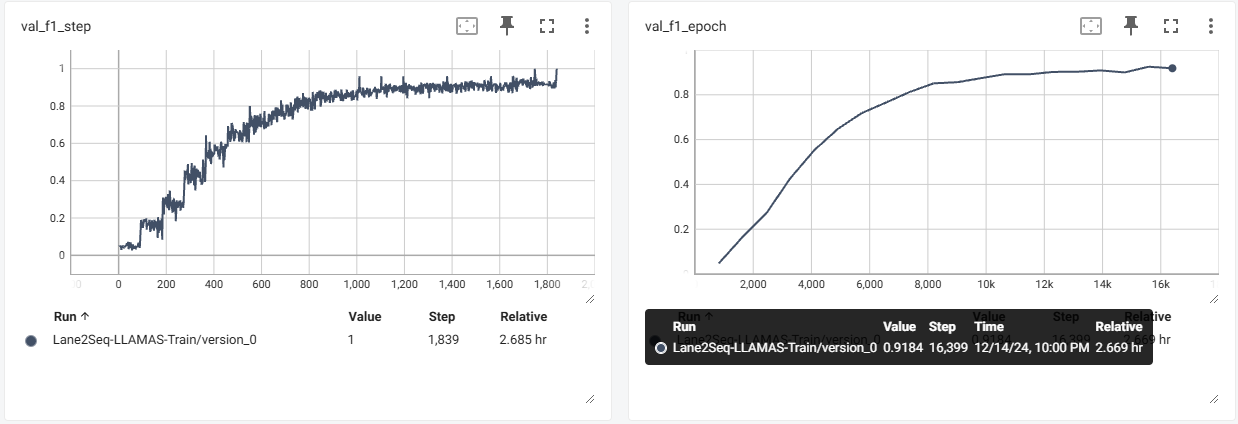 val_f1_step
1
0.8
0.6
0.4
0.2
0
0 200 400 600 800 1,000 1,200 1,400 1,600 1,800
Run Value Step Relative
Lane2Seq-LLAMAS-Train/version_0 1 1,839 2.685 hr
val_f1_epoch
0.8
0.6
0.4
0.2
2,000 4,000 6,000 8,000 10k 12k 14k 16k
Run Value Step Relative
Run Value Step Time Relative
Lane2Seq-LLAMAS-Train/version_0 0.9184 16,399 12/14/24, 10:00 PM 2.669 hr